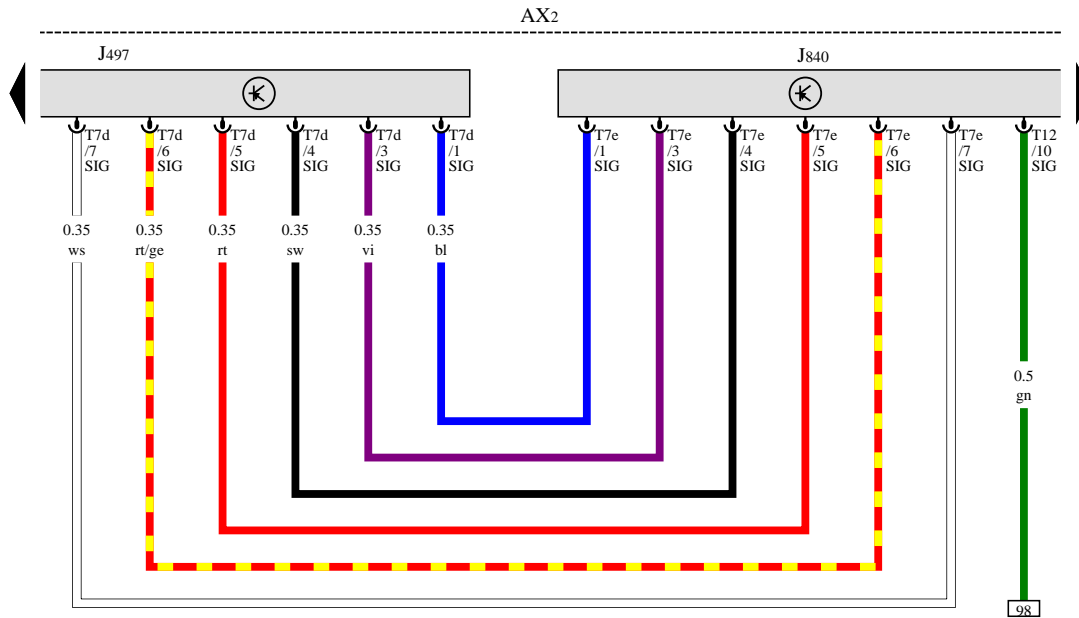 AX2
J497
J840
T7d
/7
SIG
T7d
/6
SIG
T7d
/5
SIG
T7d
/4
SIG
T7d
/3
SIG
T7d
/1
SIG
T7e
/1
SIG
T7e
/3
SIG
T7e
/4
SIG
T7e
/5
SIG
T7e
/6
SIG
T7e
/7
SIG
T12
/10
SIG
0.35
ws
0.35
rt/ge
0.35
rt
0.35
sw
0.35
vi
0.35
bl
0.5
gn
98